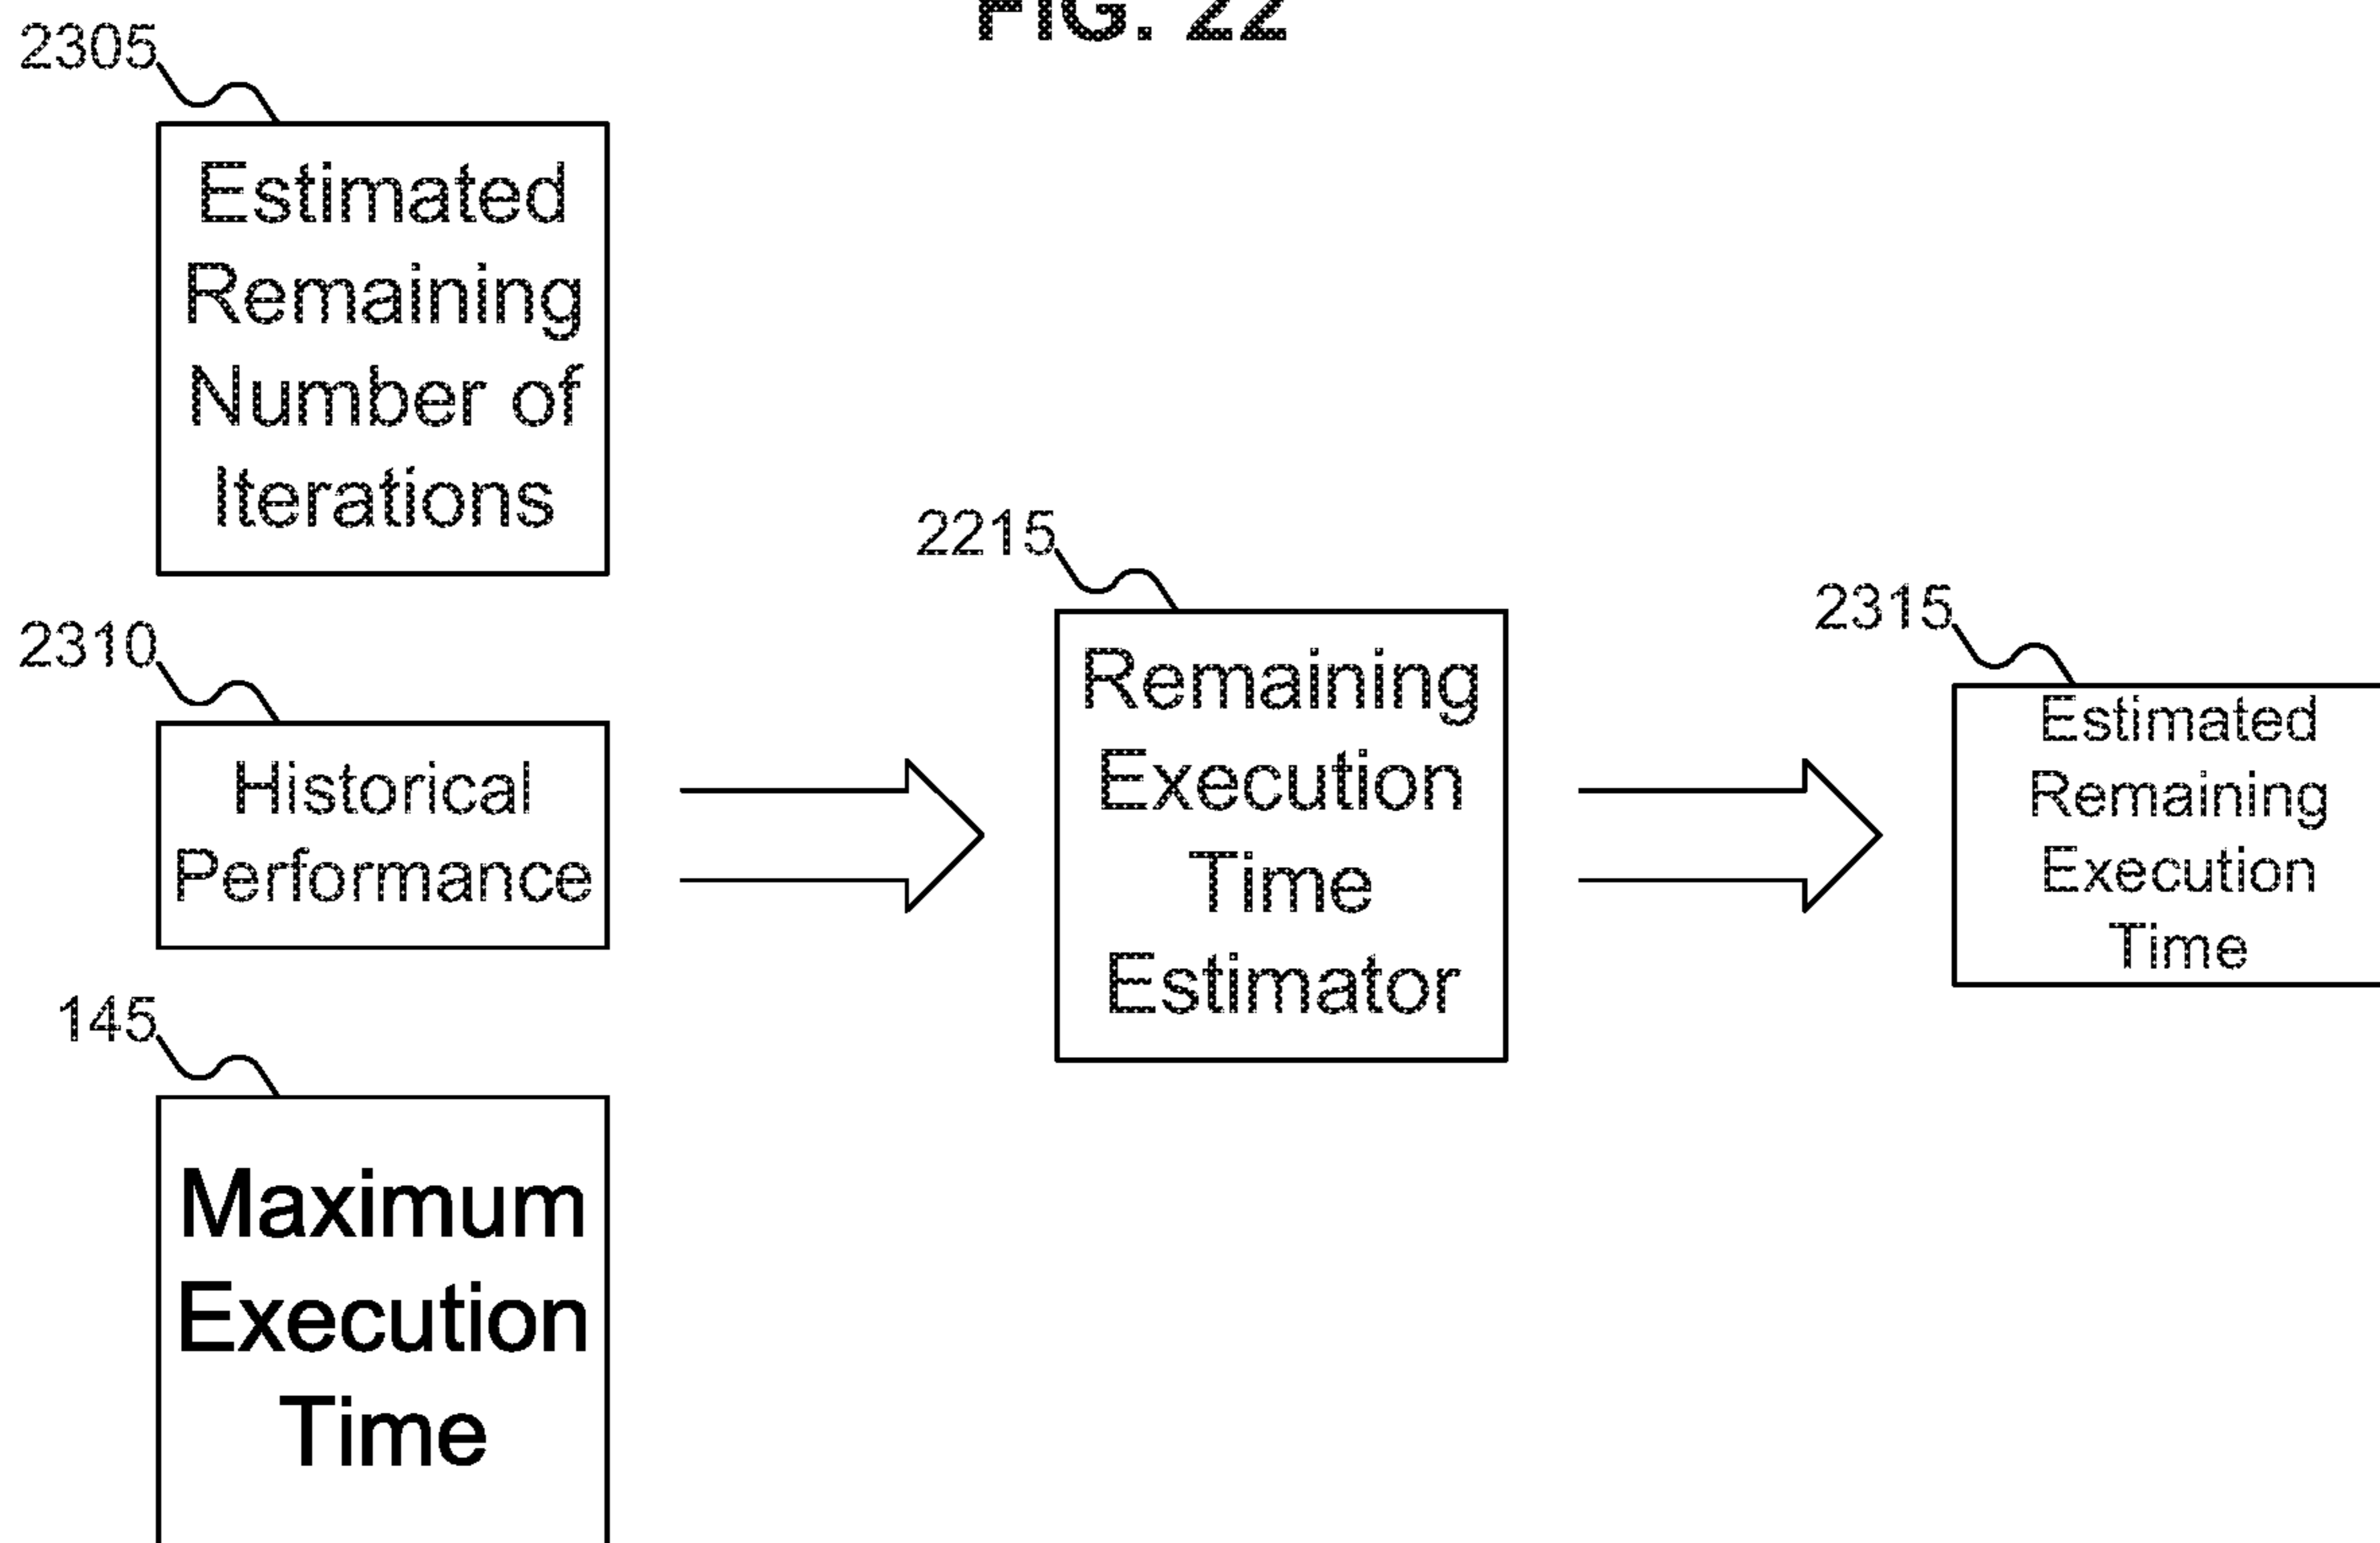 FIG. 22
2305
Estimated
Remaining
Number of
Iterations
2310
Historical
Performance
145
Maximum
Execution
Time
2215
Remaining
Execution
Time
Estimator
2315
Estimated
Remaining
Execution
Time